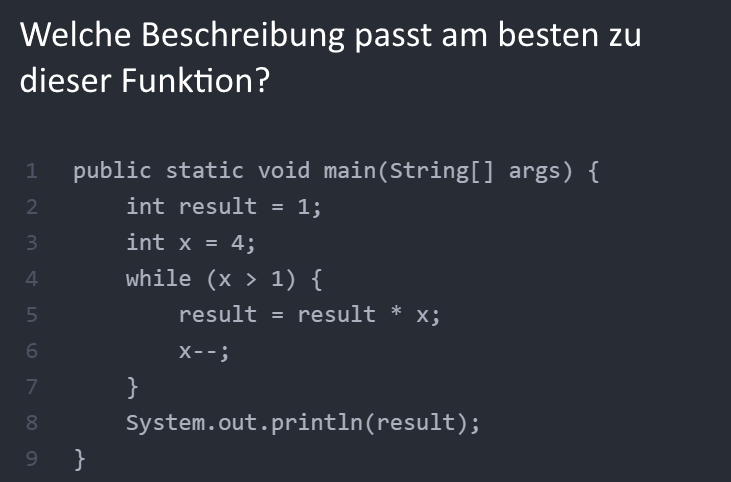 Welche Beschreibung passt am besten zu
dieser Funktion?
1 public static void main(String[] args) {
2     int result = 1;
3     int x = 4;
4     while (x > 1) {
5         result = result * x;
6         x--;
7     }
8     System.out.println(result);
9 }